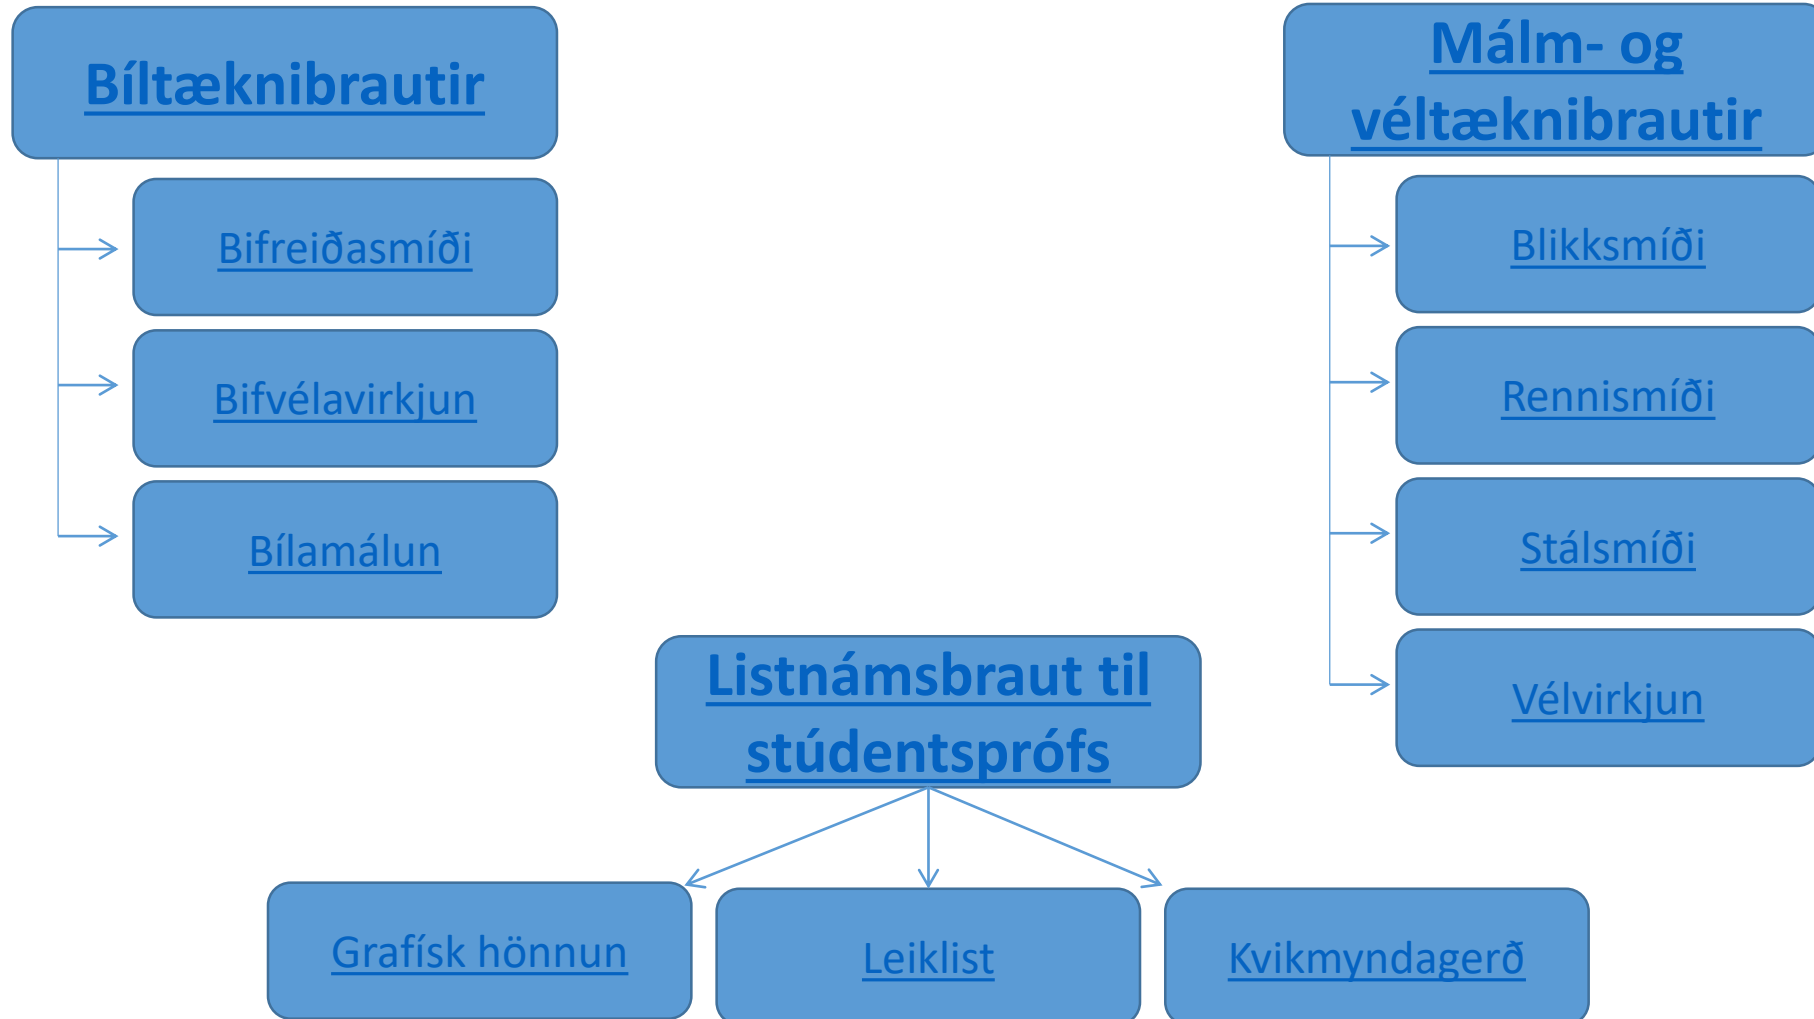 Bíltæknibrautir
Bifreiðasmíði
Bifvélavirkjun
Bílamálun
Málm- og
véltæknibrautir
Blikksmíði
Rennismíði
Stálsmíði
Vélvirkjun
Listnámsbraut til
stúdentsprófs
Grafísk hönnun
Leiklist
Kvikmyndagerð